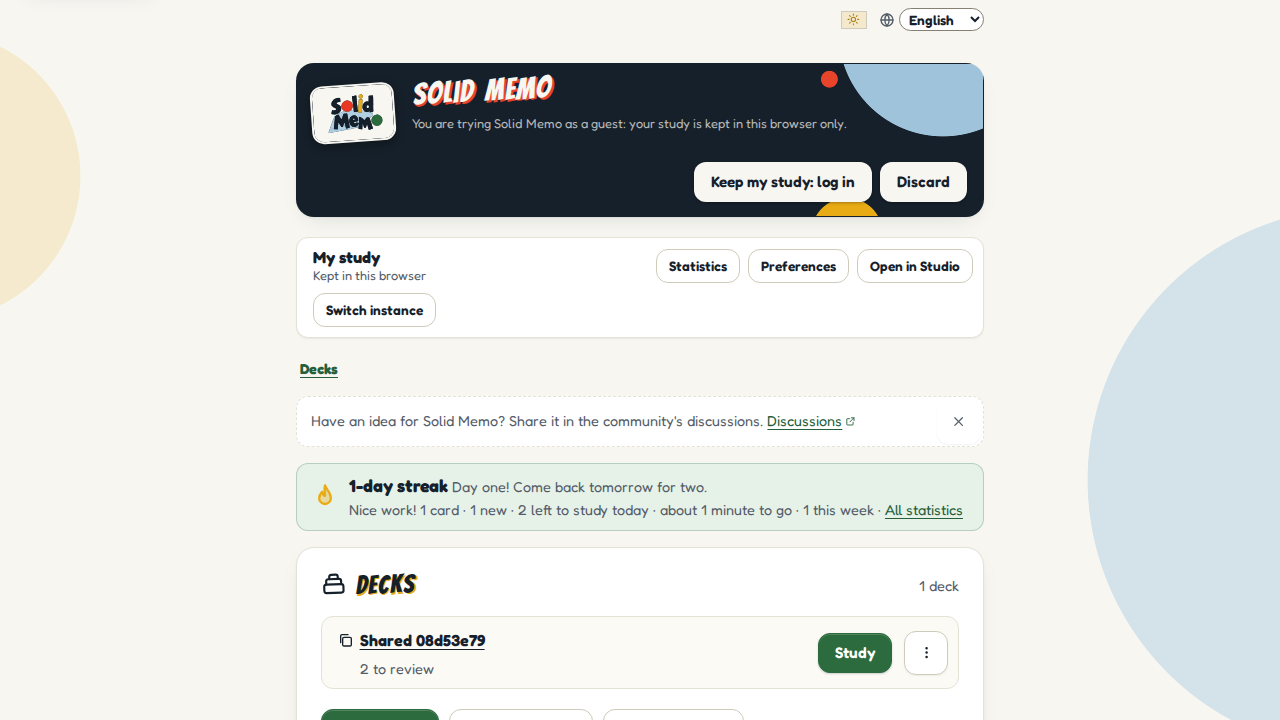 English
Solid Memo
SOLID MEMO
You are trying Solid Memo as a guest: your study is kept in this browser only.
Keep my study: log in
Discard
My study
Kept in this browser
Statistics
Preferences
Open in Studio
Switch instance
Decks
Have an idea for Solid Memo? Share it in the community's discussions. Discussions
1-day streak Day one! Come back tomorrow for two.
Nice work! 1 card · 1 new · 2 left to study today · about 1 minute to go · 1 this week · All statistics
DECKS
1 deck
Shared 08d53e79
2 to review
Study